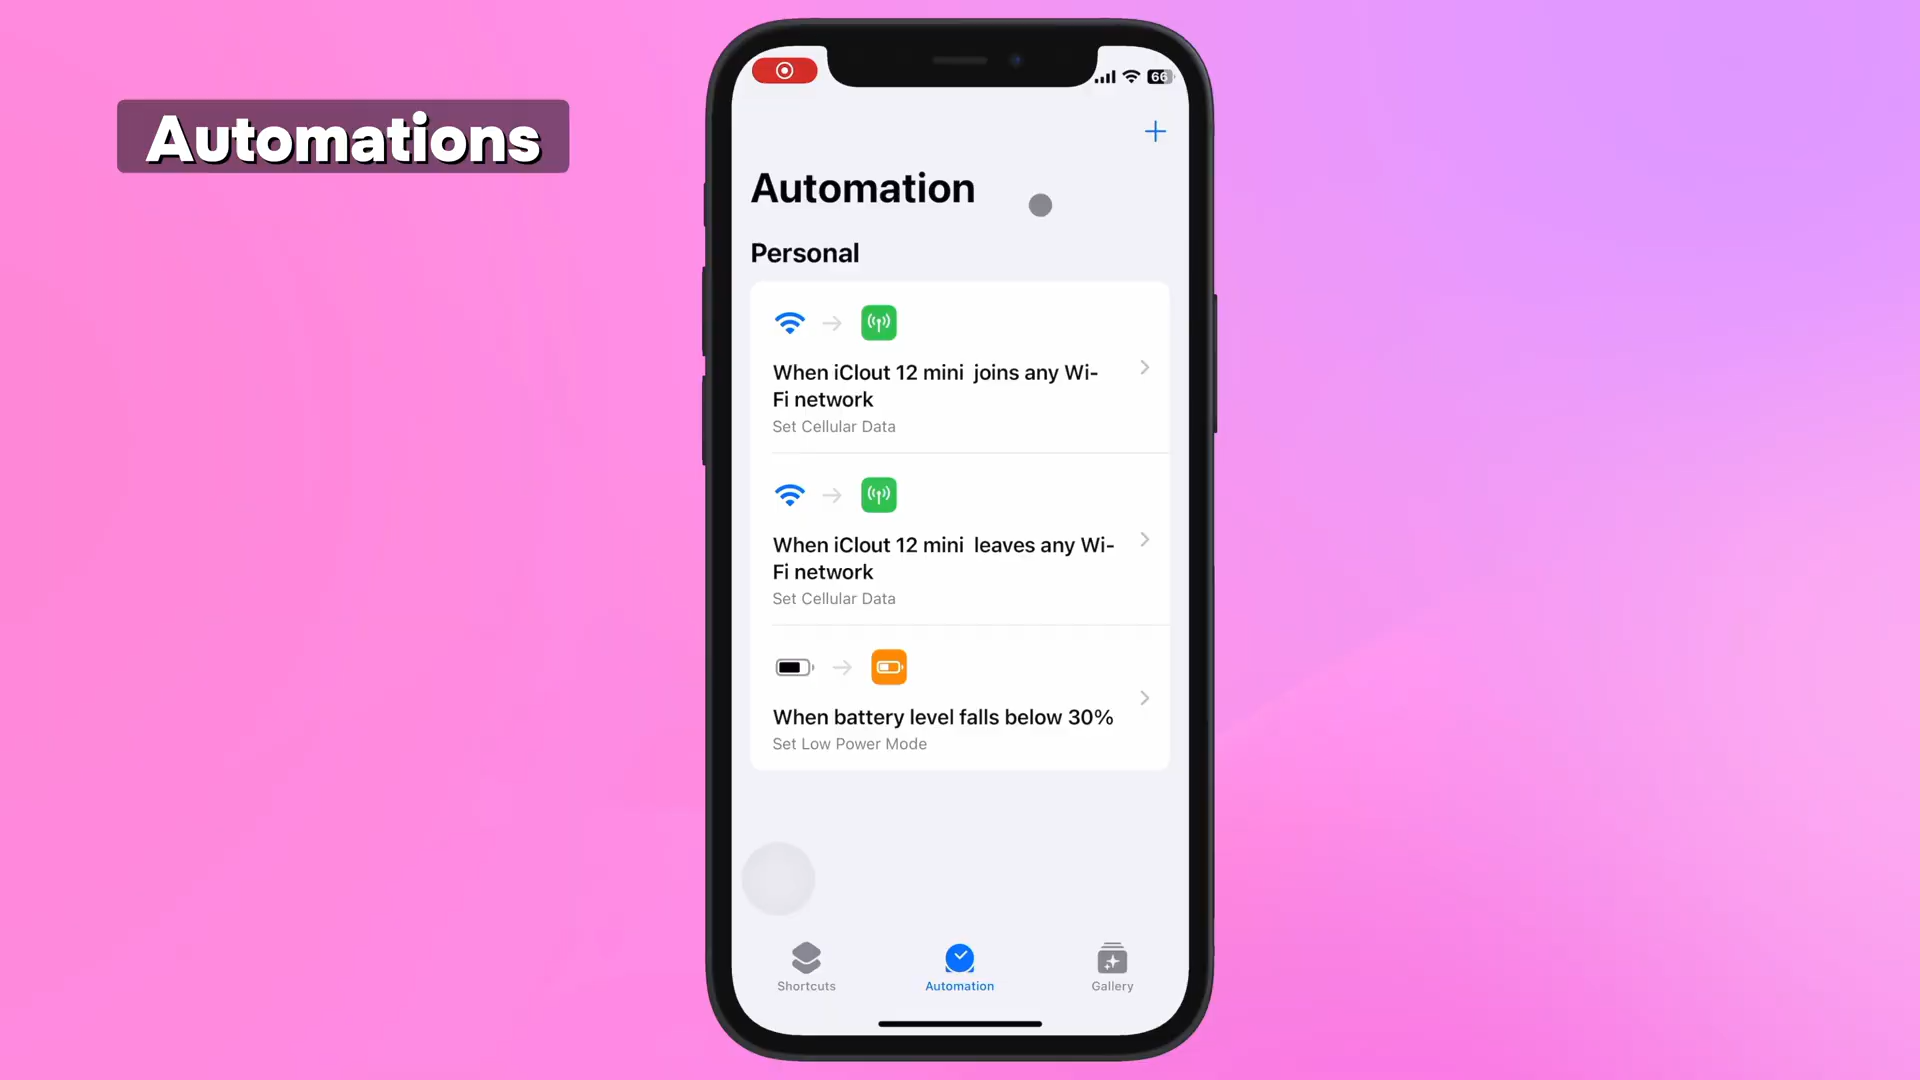 Automations
66
Automation
Personal
When iClout 12 mini joins any Wi-
Fi network
Set Cellular Data
When iClout 12 mini leaves any Wi-
Fi network
Set Cellular Data
When battery level falls below 30%
Set Low Power Mode
Shortcuts
Automation
Gallery